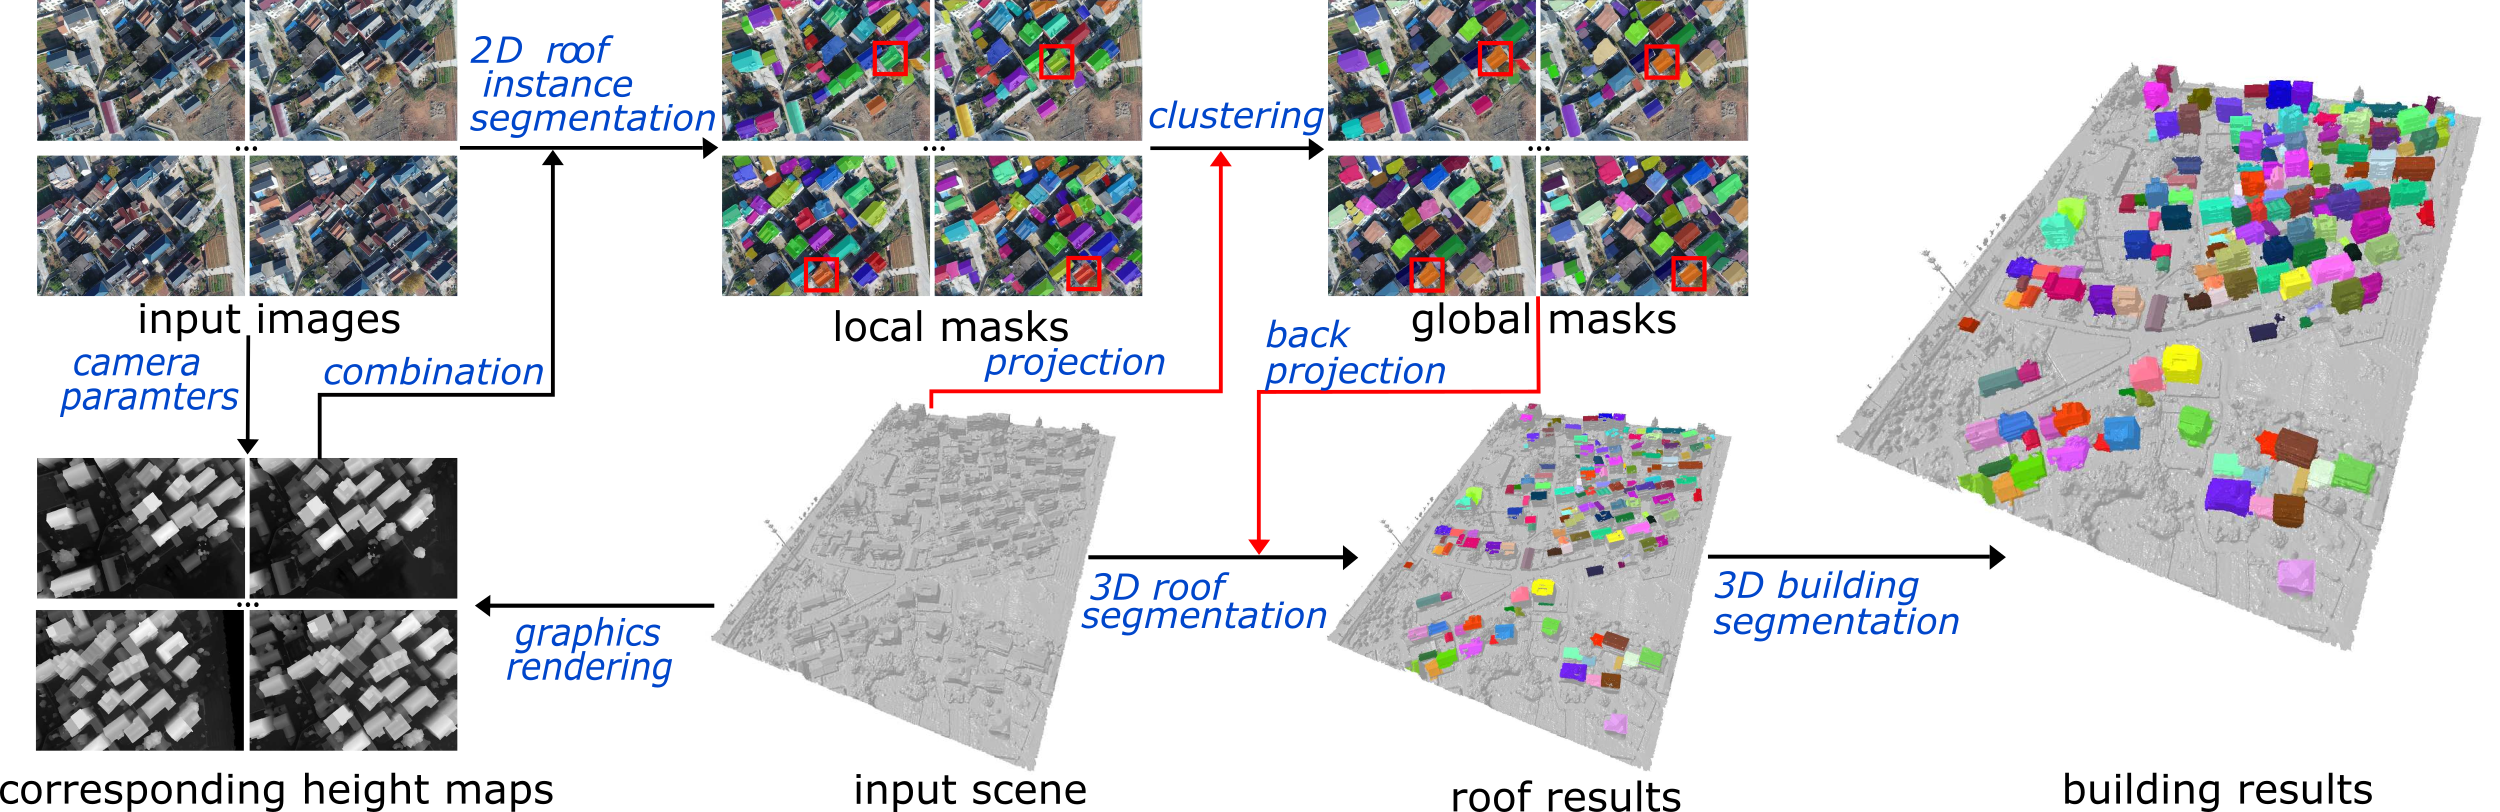 2D roof
instance
segmentation
clustering
...
...
...
input images
local masks
global masks
camera
paramters
combination
projection
back
projection
...
graphics
rendering
3D roof
segmentation
3D building
segmentation
corresponding height maps
input scene
roof results
building results